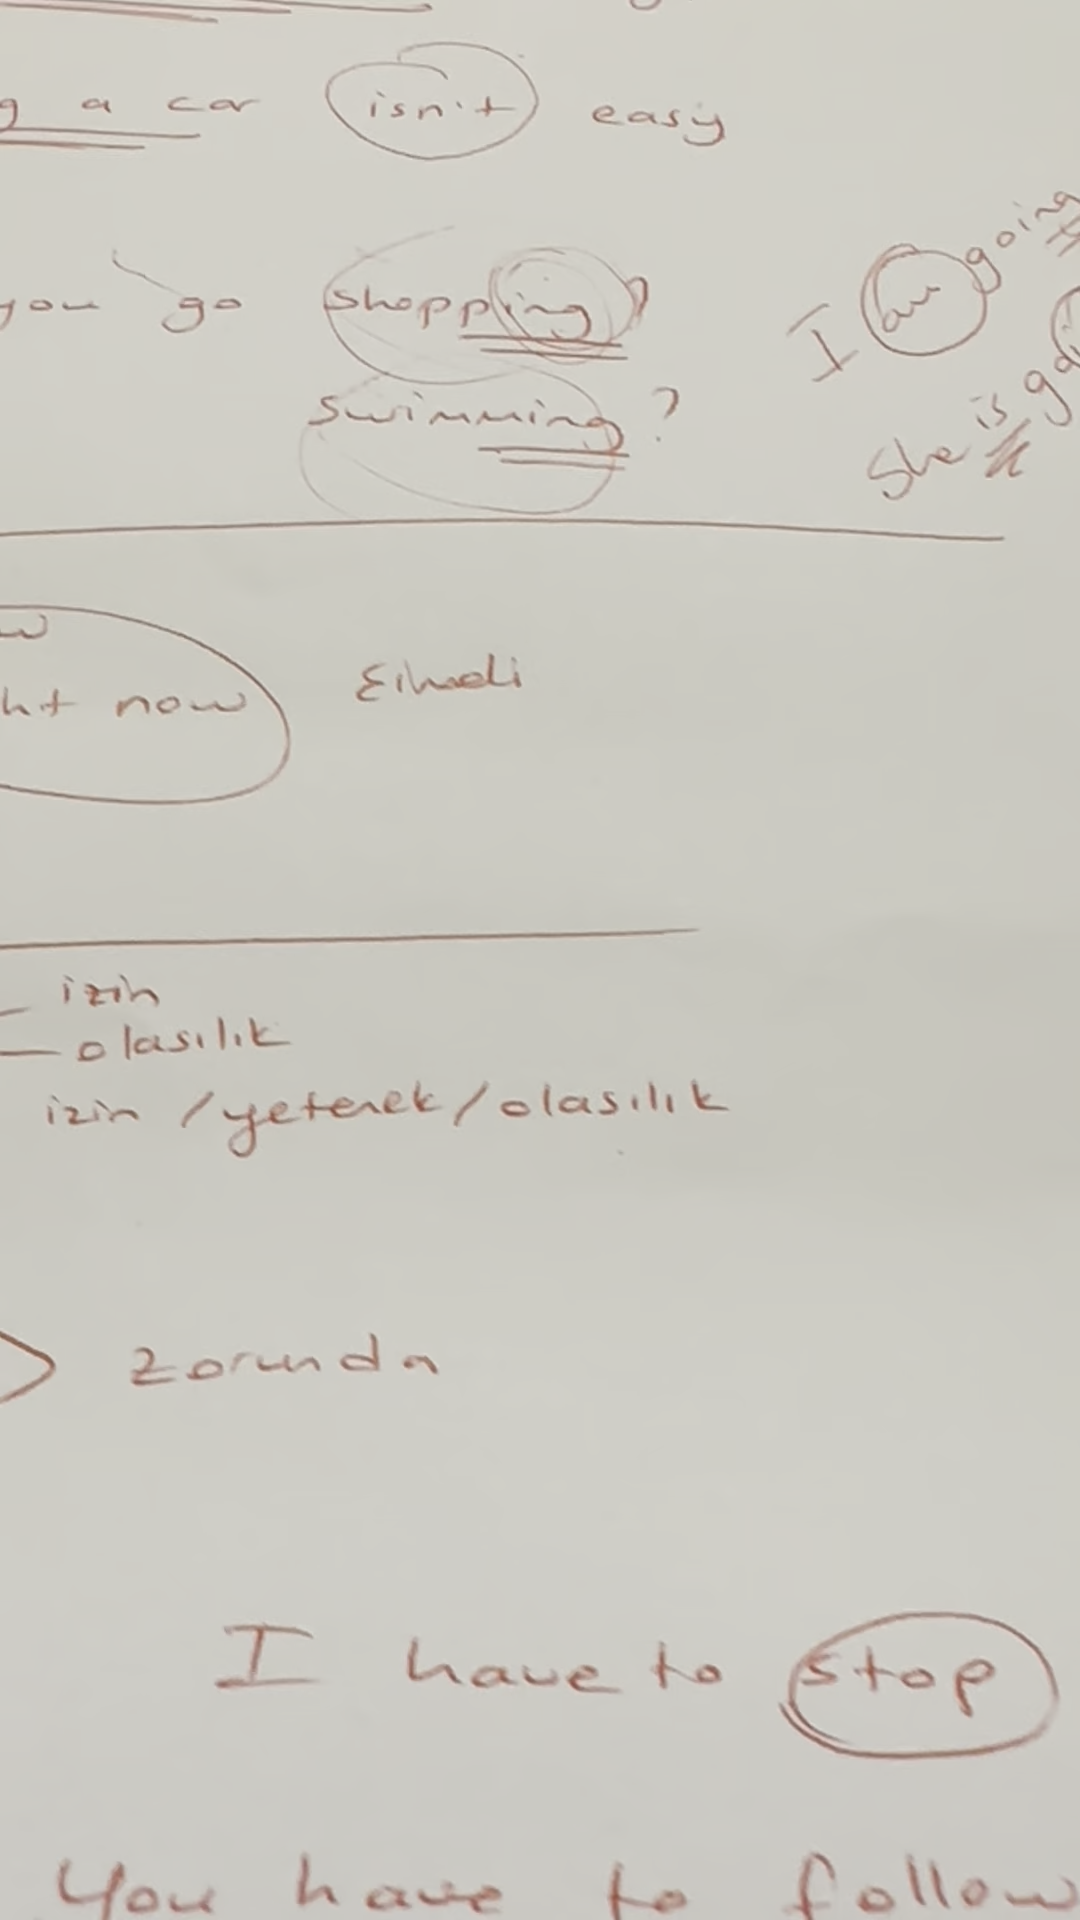 a car isn't easy
you go shopping?
swimming?
I am going
She is
now
Şimdi
izin
olasılık
izin / yetenek / olasılık
zorunda
I have to stop
You have to follow